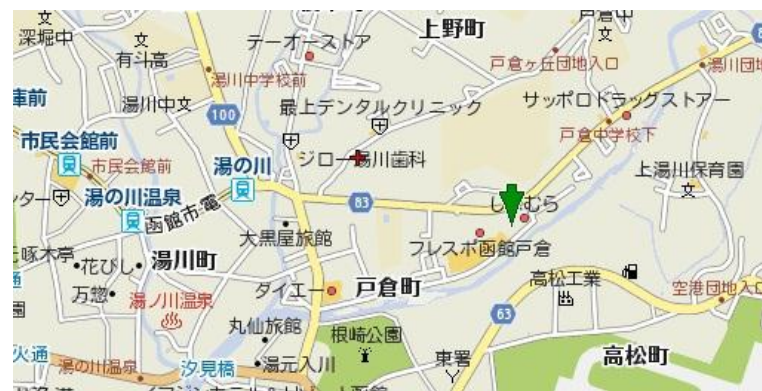 上野町
戸倉中
文
深堀中
文
テーオーストア
文
有斗高
湯川中学校前
戸倉ヶ丘団地入口
83
湯川団地
庫前
湯川中文
100
最上デンタルクリニック
サッポロドラッグストアー
戸倉中学校下
市民会館前
市民会館前
湯の川
ジロー湯川歯科
上湯川保育園
文
湯の川温泉
函館市電
83
しまむら
大黒屋旅館
フレスポ函館戸倉
啄木亭
花びし
湯川町
戸倉町
高松工業
万惣
湯ノ川温泉
ダイエー
空港団地入口
園
丸仙旅館
根崎公園
63
火通
湯の川温泉
汐見橋
湯元入川
東署
高松町